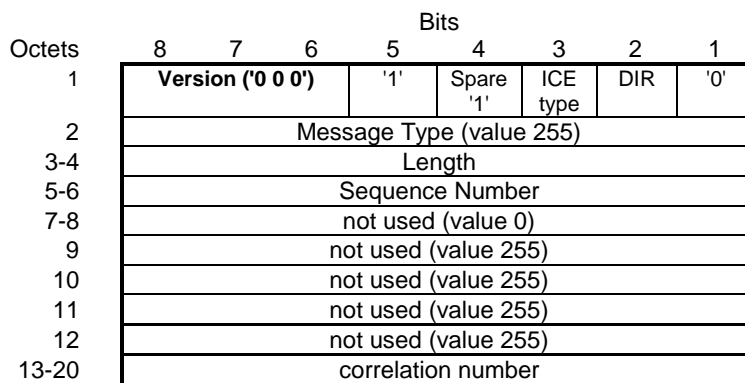 Bits
Octets 8 7 6 5 4 3 2 1
1 Version ('0 0 0') '1' Spare '1' ICE type DIR '0'
2 Message Type (value 255)
3-4 Length
5-6 Sequence Number
7-8 not used (value 0)
9 not used (value 255)
10 not used (value 255)
11 not used (value 255)
12 not used (value 255)
13-20 correlation number